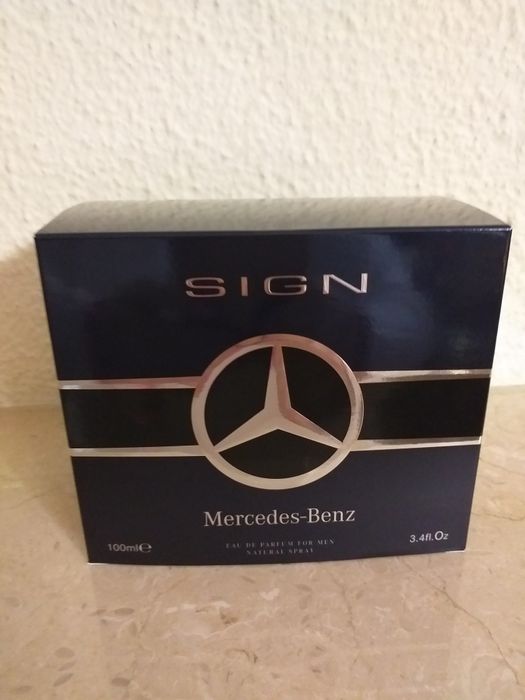 SIGN
Mercedes-Benz
EAU DE PARFUM FOR MEN
NATURAL SPRAY
100ml℮
3.4fl.Oz